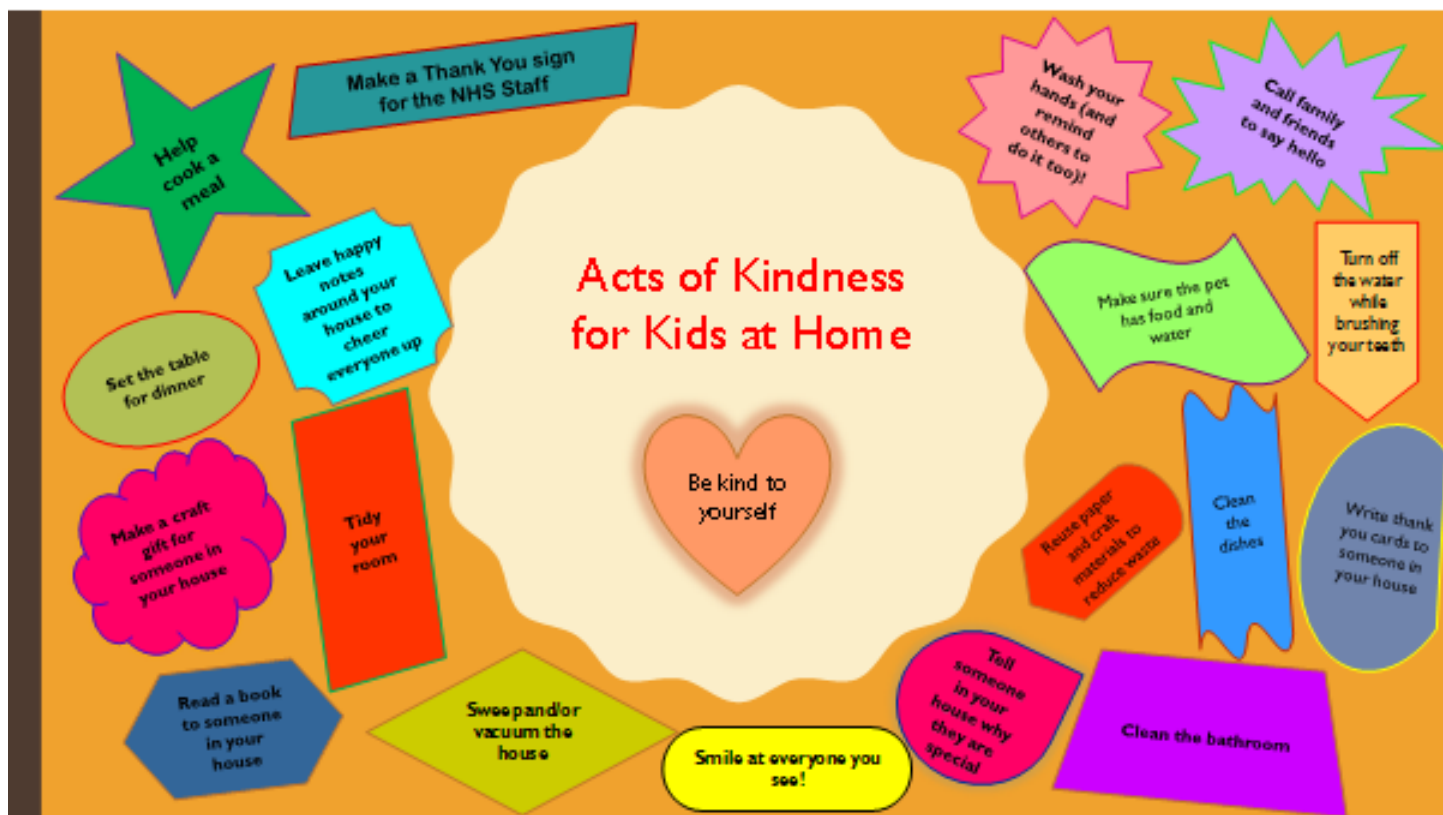 Help
cook a
meal
Make a Thank You sign
for the NHS Staff
Wash your
hands (and
remind
others to
do it too)!
Call family
and friends
to say hello
Leave happy
notes
around your
house to
cheer
everyone up
Acts of Kindness
for Kids at Home
Make sure the pet
has food and
water
Turn off
the water
while
brushing
your teeth
Set the table
for dinner
Be kind to
yourself
Make a craft
gift for
someone in
your house
Tidy
your
room
Reuse paper
and craft
materials to
reduce waste
Clean
the
dishes
Write thank
you cards to
someone in
your house
Read a book
to someone
in your
house
Sweep and/or
vacuum the
house
Smile at everyone you
see!
Tell
someone
in your
house why
they are
special
Clean the bathroom